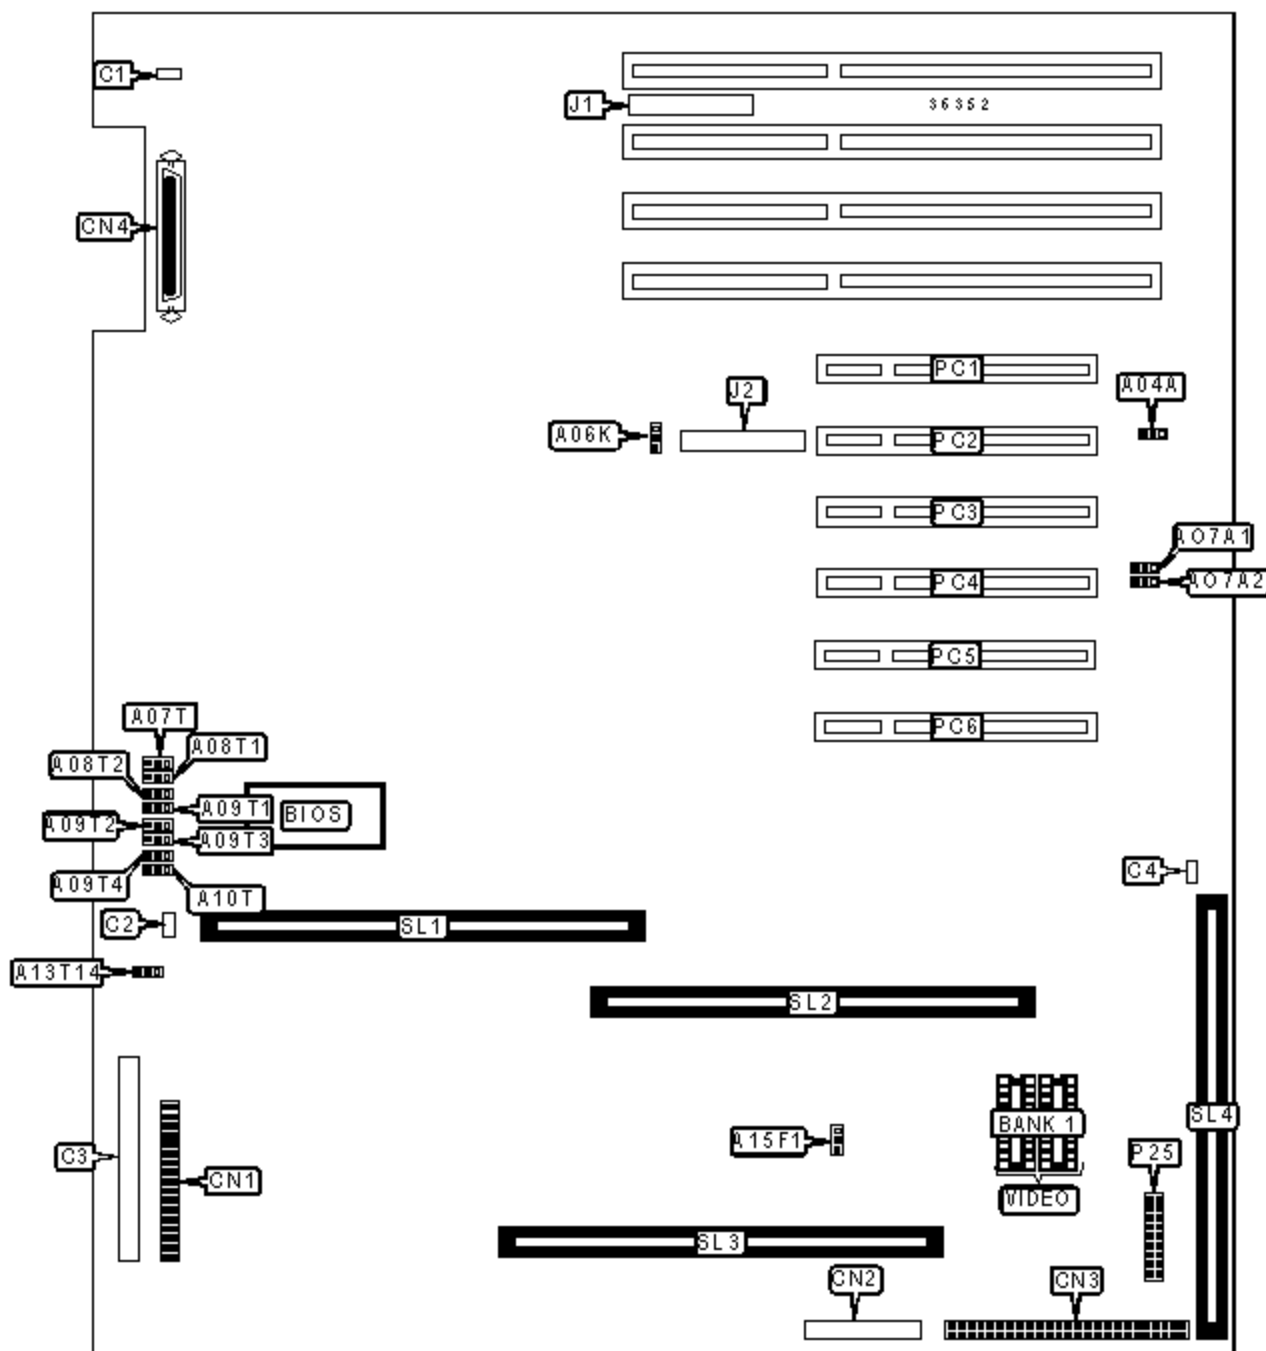 C1
J1
36352
CN4
PC1
J2
A04A
A06K
PC2
PC3
A07A1
PC4
A07A2
PC5
A07T
PC6
A08T1
A08T2
A09T1
BIOS
A09T2
A09T3
C4
A09T4
A10T
C2
SL1
A13T14
SL2
BANK 1
SL4
A15F1
C3
P25
CN1
VIDEO
SL3
CN2
CN3